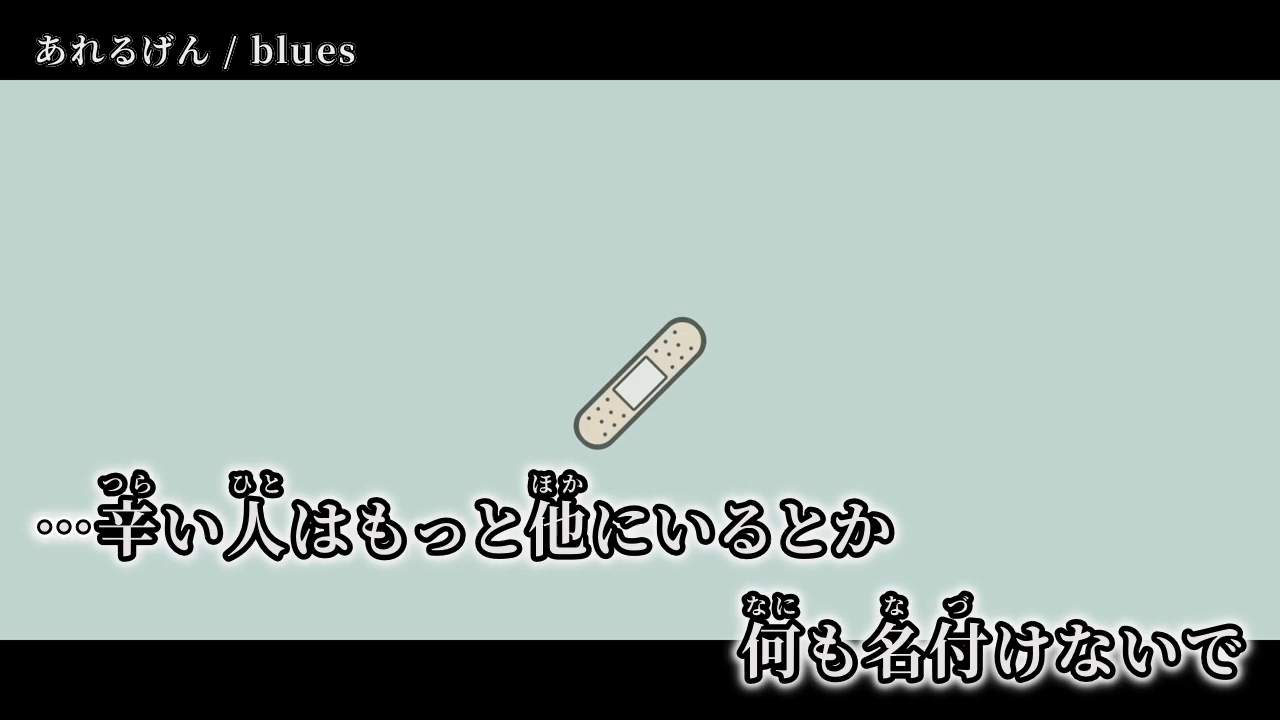 あれるげん / blues
つら ひと ほか
…辛い人はもっと他にいるとか
なに な づ
何も名付けないで